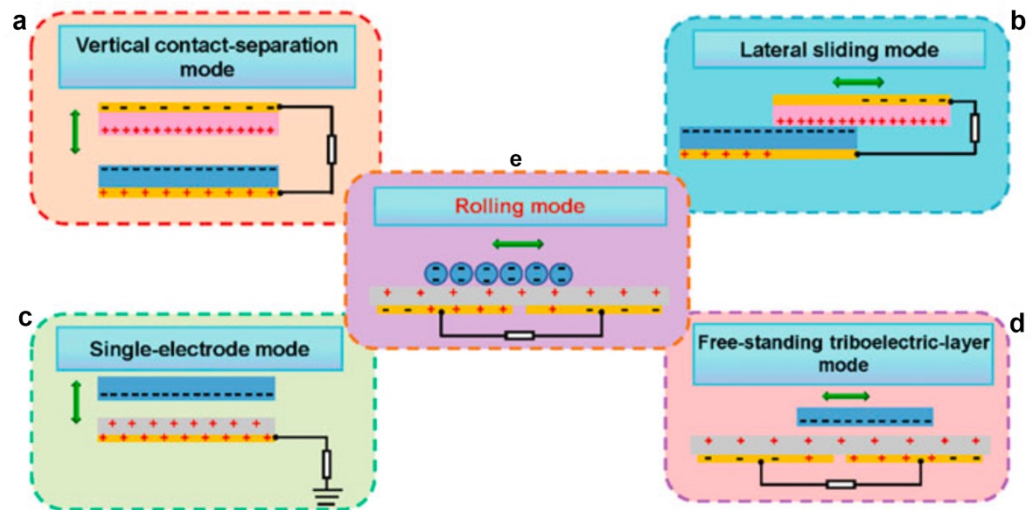 a
Vertical contact-separation
mode
b
Lateral sliding mode
e
Rolling mode
c
Single-electrode mode
d
Free-standing triboelectric-layer
mode